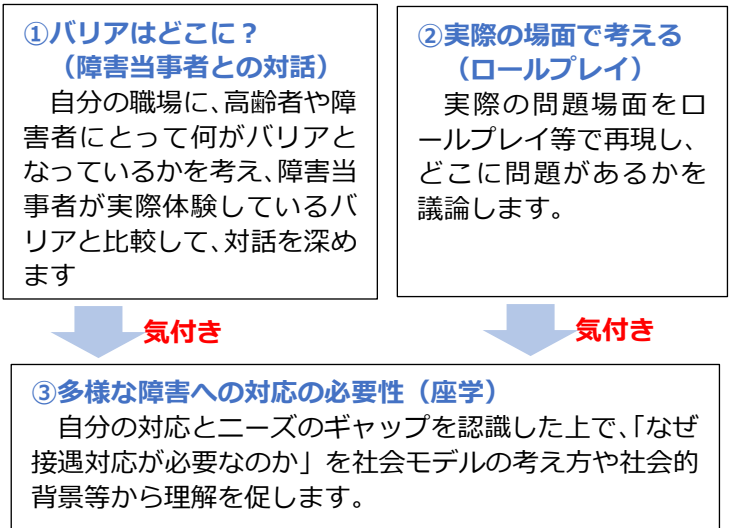 ①バリアはどこに？
（障害当事者との対話）
自分の職場に、高齢者や障
害者にとって何がバリアと
なっているかを考え、障害当
事者が実際体験しているバ
リアと比較して、対話を深め
ます
②実際の場面で考える
（ロールプレイ）
実際の問題場面をロ
ールプレイ等で再現し、
どこに問題があるかを
議論します。
気付き
気付き
③多様な障害への対応の必要性（座学）
自分の対応とニーズのギャップを認識した上で、「なぜ
接遇対応が必要なのか」を社会モデルの考え方や社会的
背景等から理解を促します。